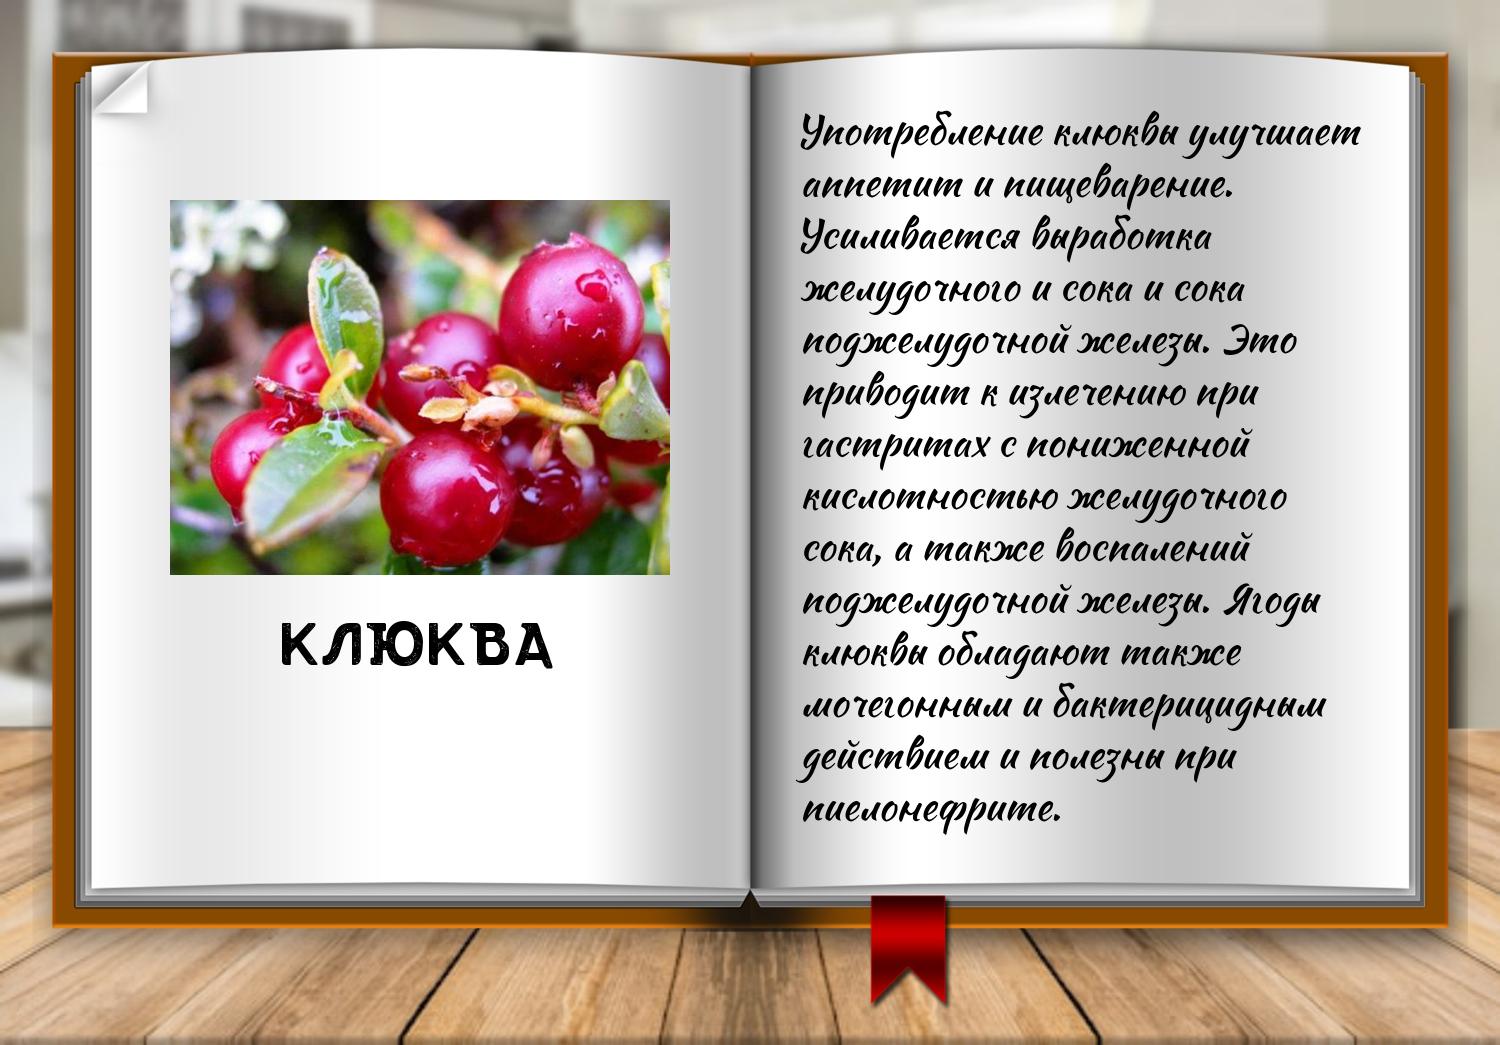 КЛЮКВА
Употребление клюквы улучшает
аппетит и пищеварение.
Усиливается выработка
желудочного и сока и сока
поджелудочной железы. Это
приводит к излечению при
гастритах с пониженной
кислотностью желудочного
сока, а также воспалений
поджелудочной железы. Ягоды
клюквы обладают также
мочегонным и бактерицидным
действием и полезны при
пиелонефрите.